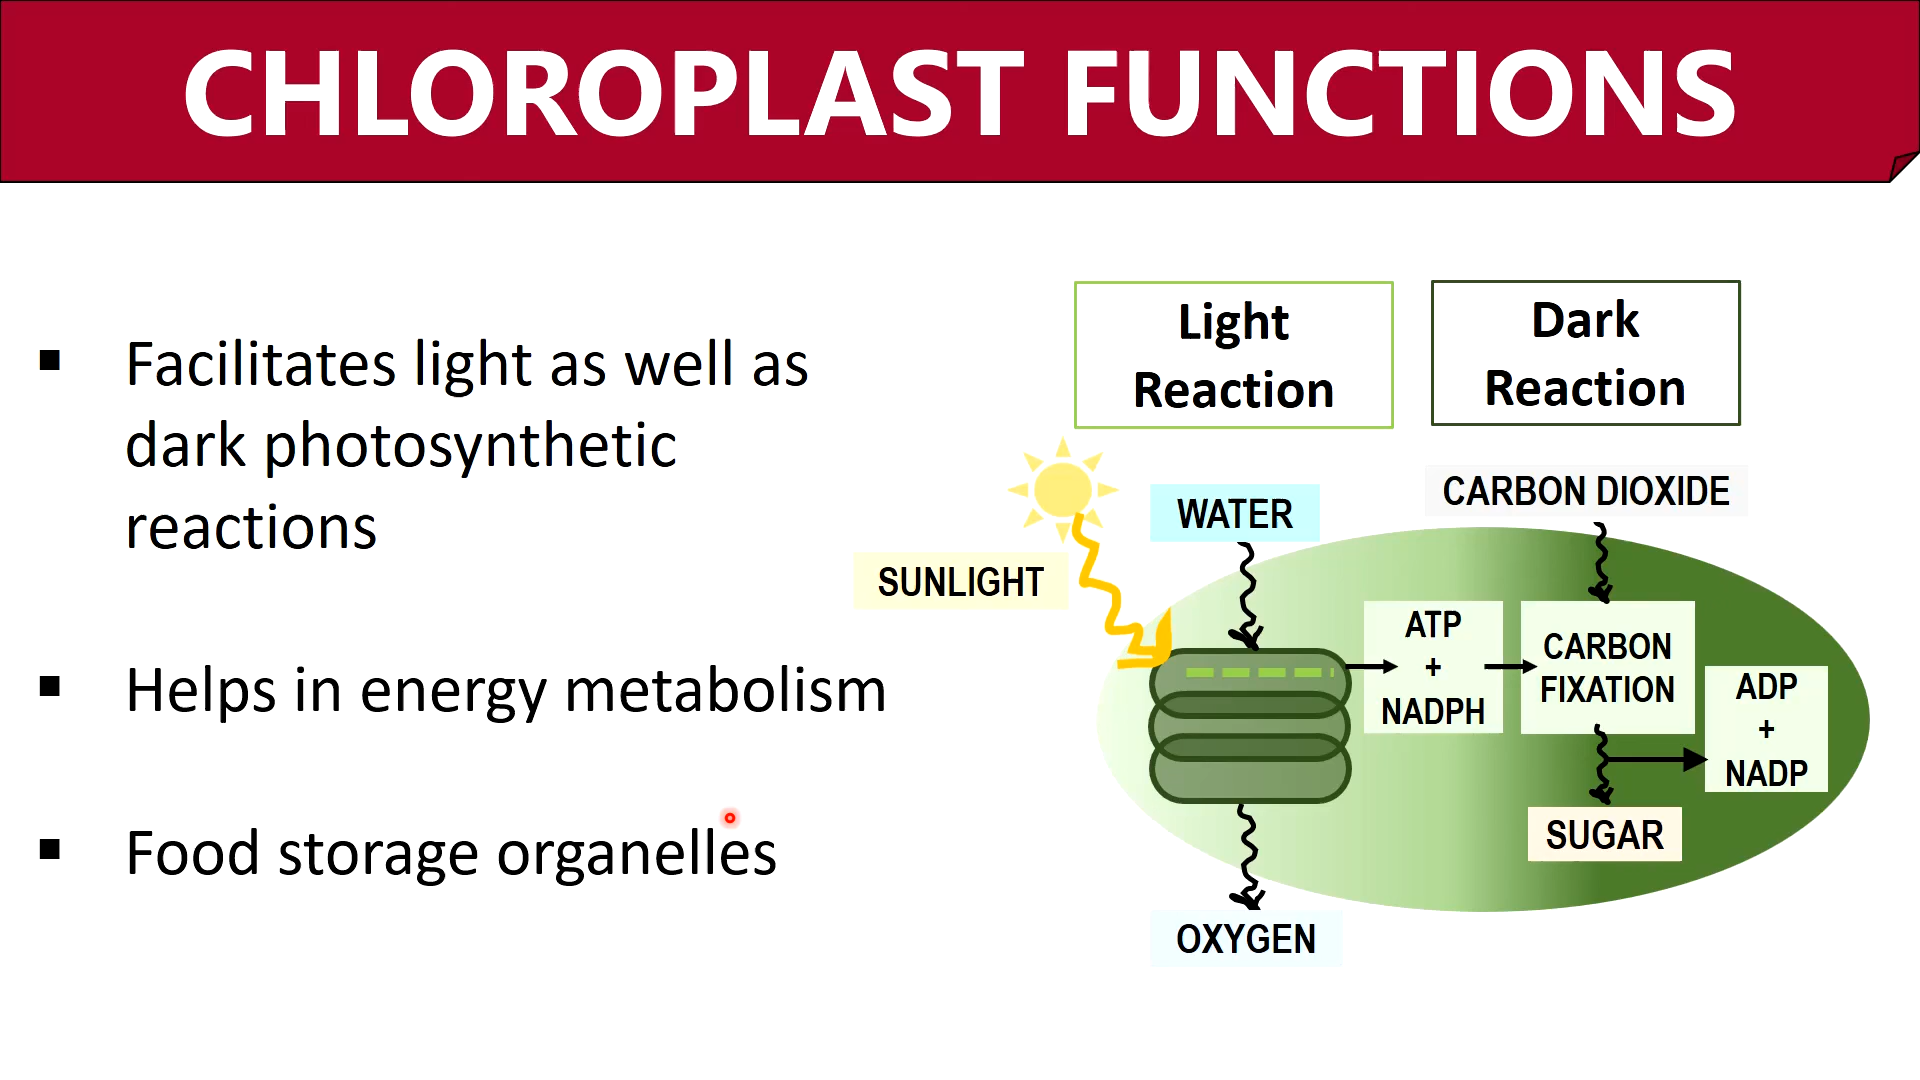 CHLOROPLAST FUNCTIONS
▪ Facilitates light as well as
dark photosynthetic
reactions
▪ Helps in energy metabolism
▪ Food storage organelles
Light
Reaction
Dark
Reaction
SUNLIGHT
WATER
CARBON DIOXIDE
ATP
+
NADPH
CARBON
FIXATION
ADP
+
NADP
SUGAR
OXYGEN